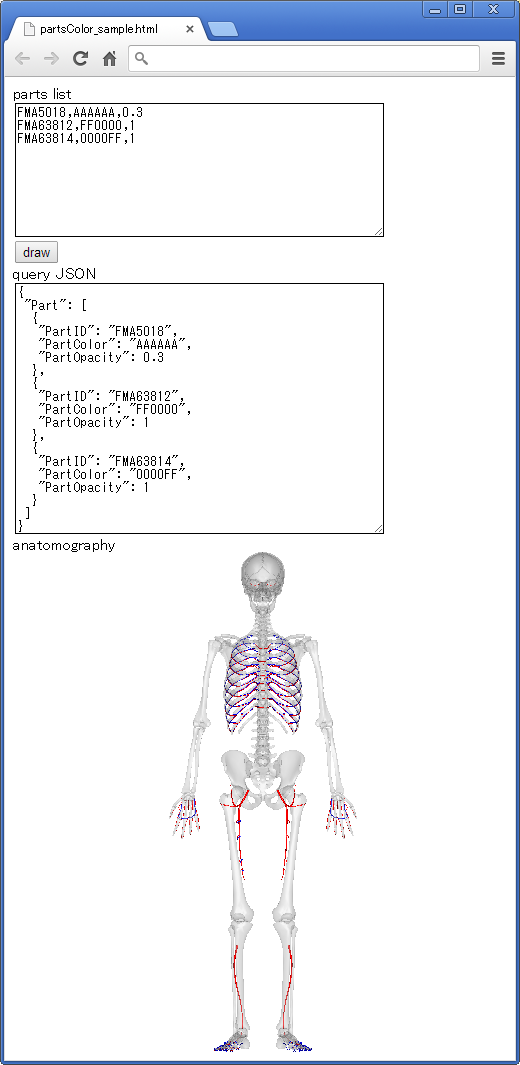 partsColor_sample.html
parts list
FMA5018,AAAAAA,0.3
FMA63812,FF0000,1
FMA63814,0000FF,1
draw
query JSON
{
 "Part": [
  {
   "PartID": "FMA5018",
   "PartColor": "AAAAAA",
   "PartOpacity": 0.3
  },
  {
   "PartID": "FMA63812",
   "PartColor": "FF0000",
   "PartOpacity": 1
  },
  {
   "PartID": "FMA63814",
   "PartColor": "0000FF",
   "PartOpacity": 1
  }
 ]
}
anatomography